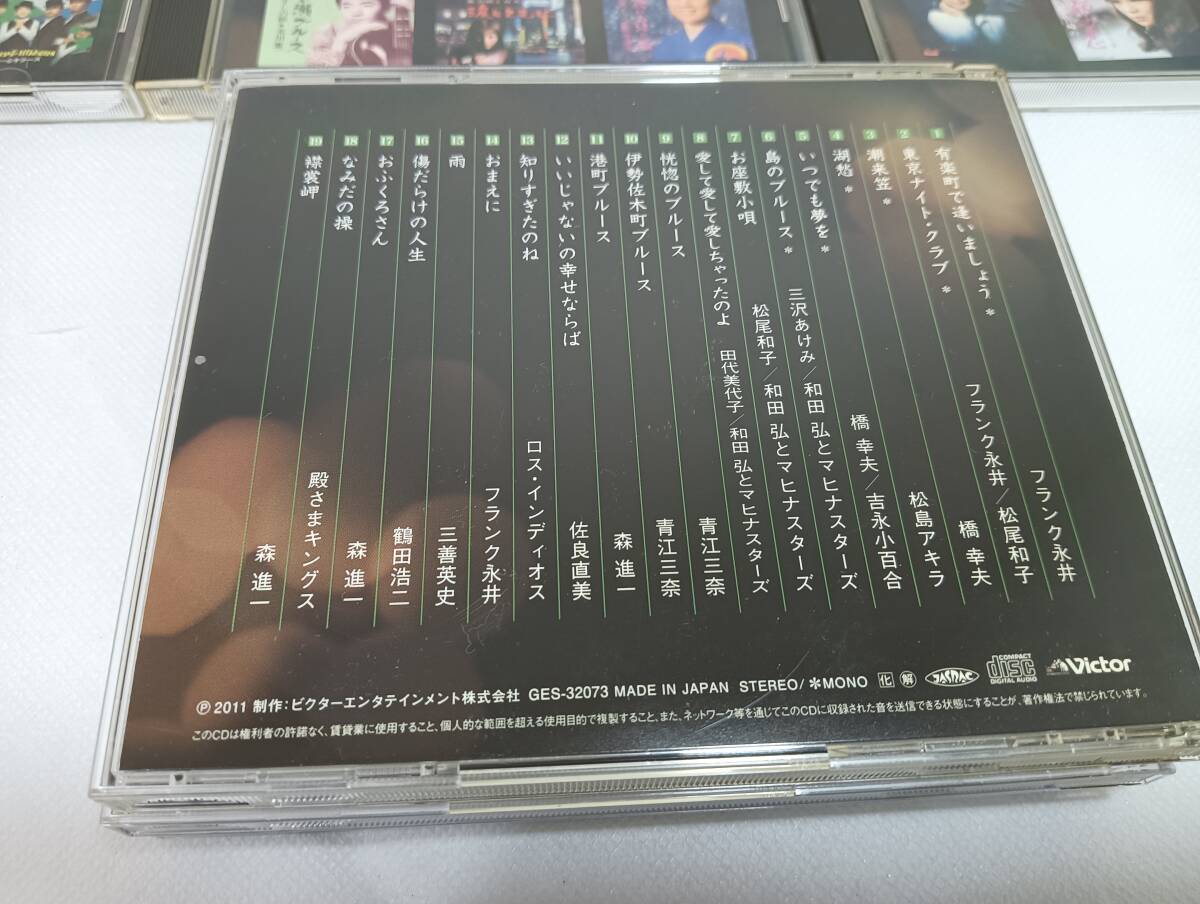 1 有楽町で逢いましょう * フランク永井
2 東京ナイト・クラブ * フランク永井/松尾和子
3 潮来笠 * 橋 幸夫
4 湖愁 * 松島アキラ
5 いつでも夢を * 橋 幸夫/吉永小百合
6 島のブルース * 三沢あけみ/和田 弘とマヒナスターズ
7 お座敷小唄 松尾和子/和田 弘とマヒナスターズ
8 愛して愛して愛しちゃったのよ 田代美代子/和田 弘とマヒナスターズ
9 恍惚のブルース 青江三奈
10 伊勢佐木町ブルース 青江三奈
11 港町ブルース 森 進一
12 いいじゃないの幸せならば 佐良直美
13 知りすぎたのね ロス・インディオス
14 おまえに フランク永井
15 雨 三善英史
16 傷だらけの人生 鶴田浩二
17 おふくろさん 森 進一
18 なみだの操 殿さまキングス
19 襟裳岬 森 進一
COMPACT disc DIGITAL AUDIO
Victor
JASRAC
化 解
Ⓟ 2011 制作:ビクターエンタテインメント株式会社 GES-32073 MADE IN JAPAN STEREO/*MONO
このCDは権利者の許諾なく、賃貸業に使用すること、個人的な範囲を超える使用目的で複製すること、また、ネットワーク等を通じてこのCDに収録された音を送信できる状態にすることが、著作権法で禁じられています。